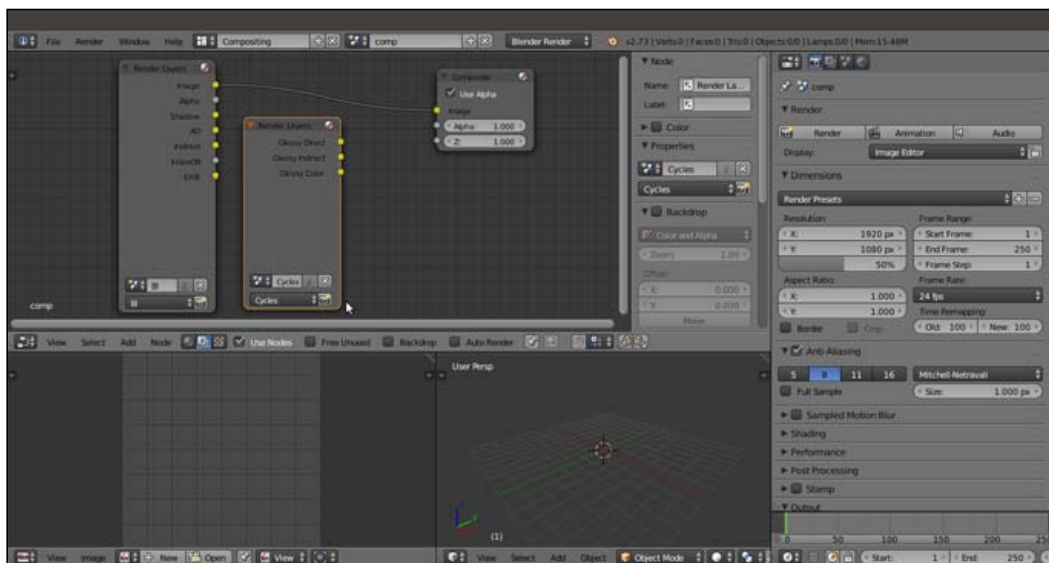 File Render Window Help Compositing comp Blender Render v2.73 | Verts:0 | Faces:0 | Tris:0 | Objects:0/0 | Lamps:0/0 | Mem:15.48M
Render Layers
Image
Alpha
Shadow
AO
Indirect
IndexOB
Emit
BI
BI
Render Layers
Glossy Direct
Glossy Indirect
Glossy Color
Cycles
Cycles
Composite
Use Alpha
Image
Alpha: 1.000
Z: 1.000
comp
Node
Name: Render La...
Label:
Color
Properties
Cycles
Cycles
Backdrop
Color and Alpha
Zoom: 1.00
Offset:
X: 0.000
Y: 0.000
Move
View Select Add Node Use Nodes Free Unused Backdrop Auto Render
User Persp
(1)
View Image New Open View
View Select Add Object Object Mode
comp
Render
Render Animation Audio
Display: Image Editor
Dimensions
Render Presets
Resolution: Frame Range:
X: 1920 px Start Frame: 1
Y: 1080 px End Frame: 250
50% Frame Step: 1
Aspect Ratio: Frame Rate:
X: 1.000 24 fps
Y: 1.000 Time Remapping:
Border Crop Old: 100 New: 100
Anti-Aliasing
5 8 11 16 Mitchell-Netravali
Full Sample Size: 1.000 px
Sampled Motion Blur
Shading
Performance
Post Processing
Stamp
Output
0 50 100 150 200 250
Start: 1 End: 250